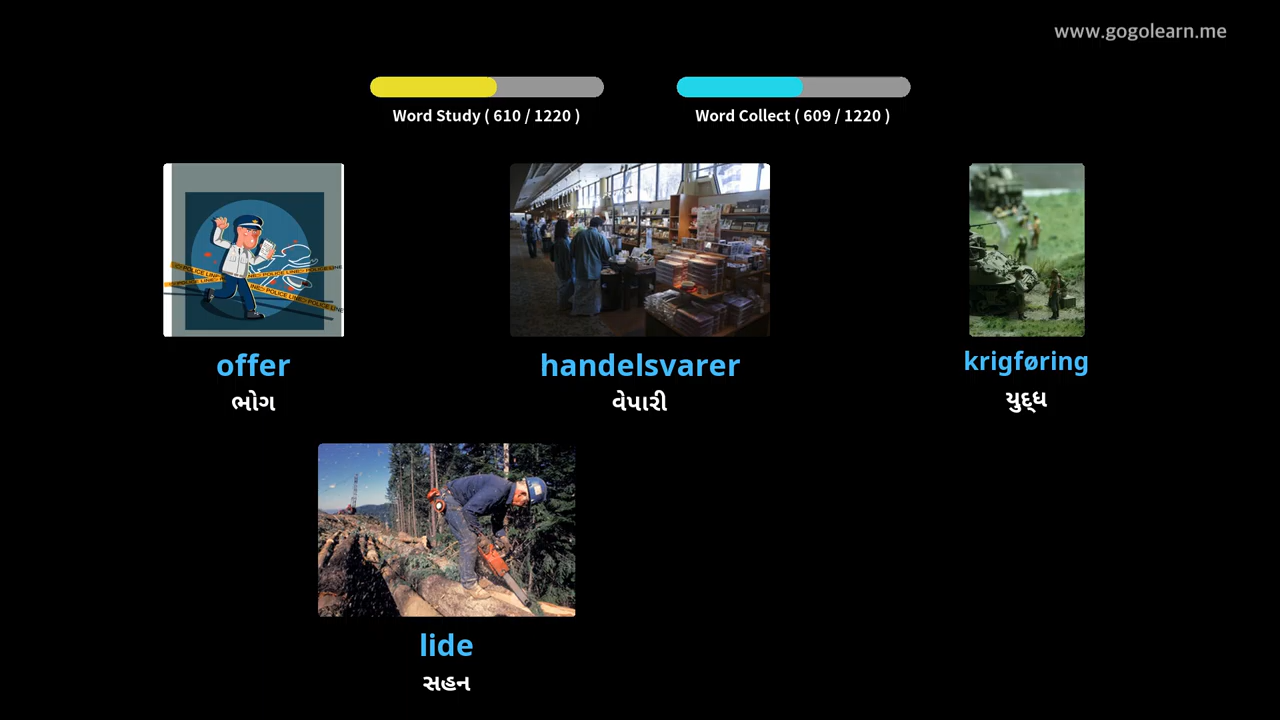 www.gogolearn.me
Word Study ( 610 / 1220 )
Word Collect ( 609 / 1220 )
offer
ભોગ
handelsvarer
વેપારી
krigføring
યુદ્ધ
lide
સહન